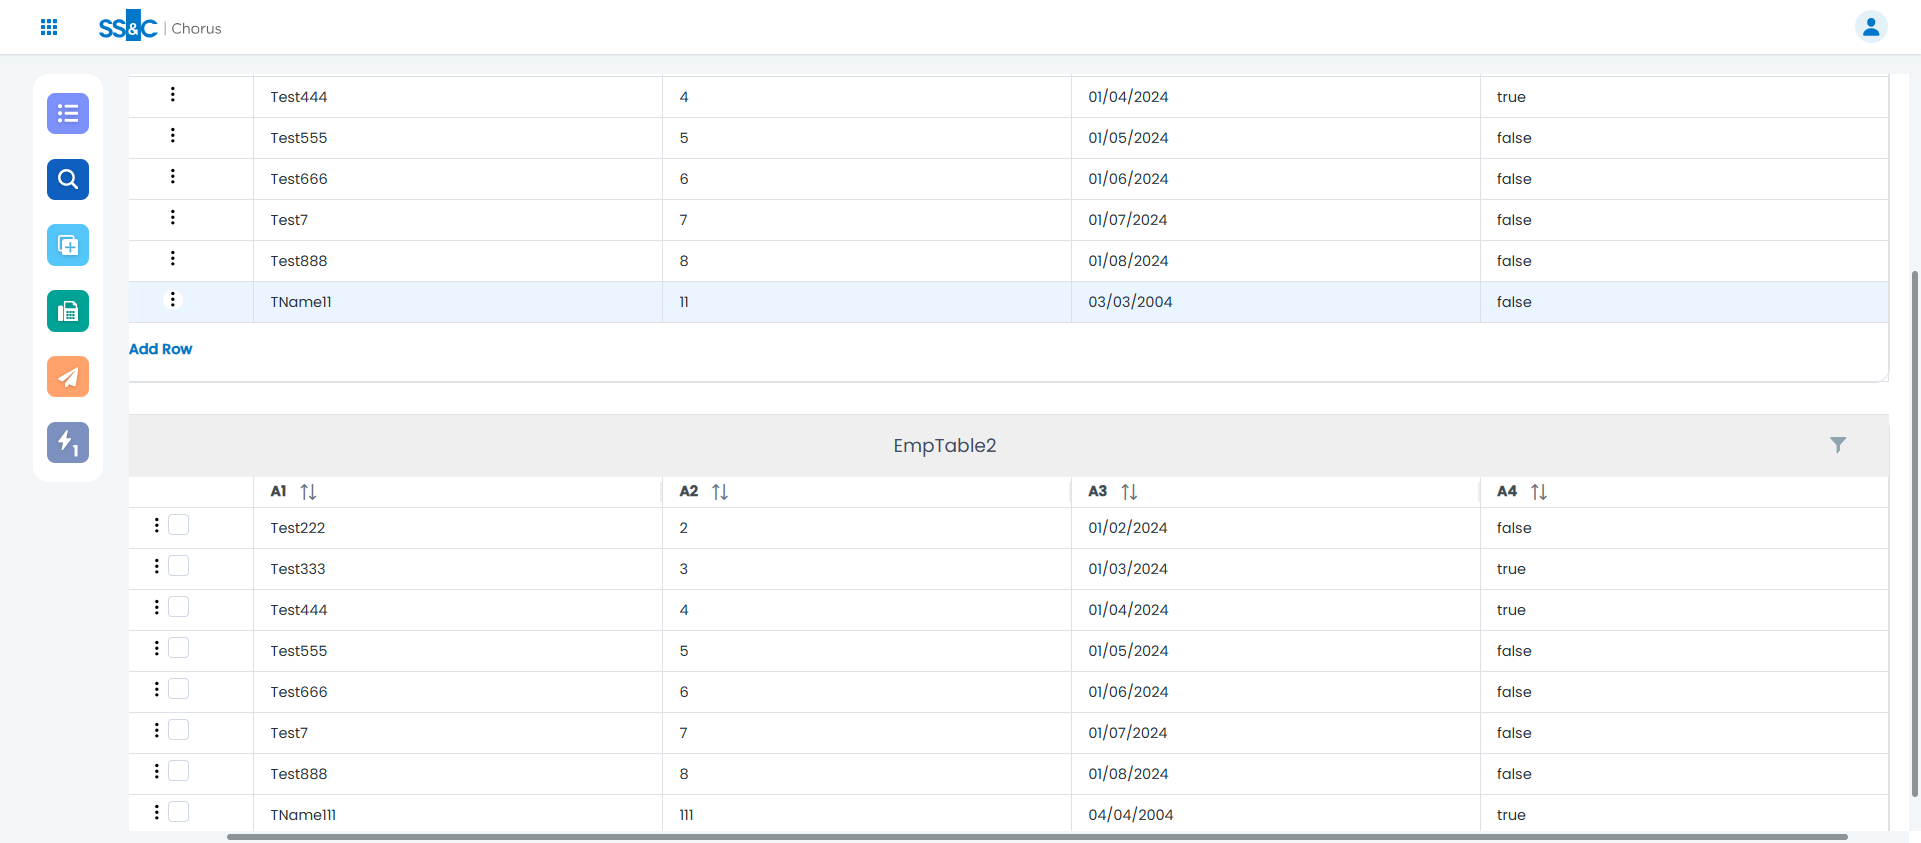 SS&C | Chorus
Test444 4 01/04/2024 true
Test555 5 01/05/2024 false
Test666 6 01/06/2024 false
Test7 7 01/07/2024 false
Test888 8 01/08/2024 false
TName11 11 03/03/2004 false
Add Row
EmpTable2
A1 A2 A3 A4
Test222 2 01/02/2024 false
Test333 3 01/03/2024 true
Test444 4 01/04/2024 true
1
Test555 5 01/05/2024 false
Test666 6 01/06/2024 false
Test7 7 01/07/2024 false
Test888 8 01/08/2024 false
TName111 111 04/04/2004 true